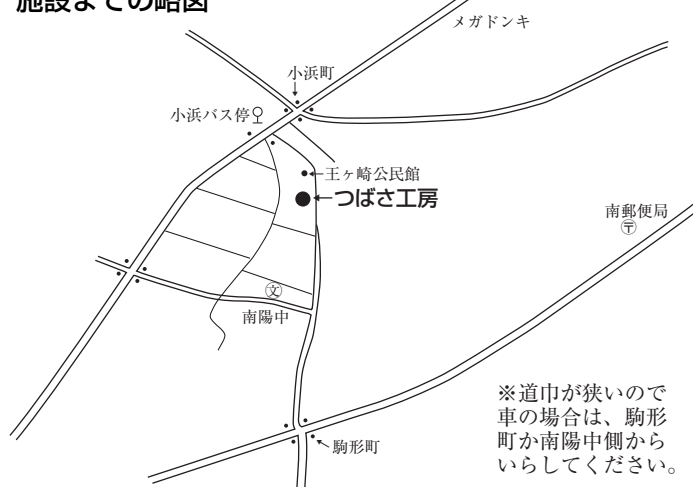 施設までの略図
メガドンキ
小浜町
小浜バス停
王ヶ崎公民館
つばさ工房
南郵便局
〒
文
南陽中
駒形町
※道巾が狭いので
車の場合は、駒形
町か南陽中側から
いらしてください。